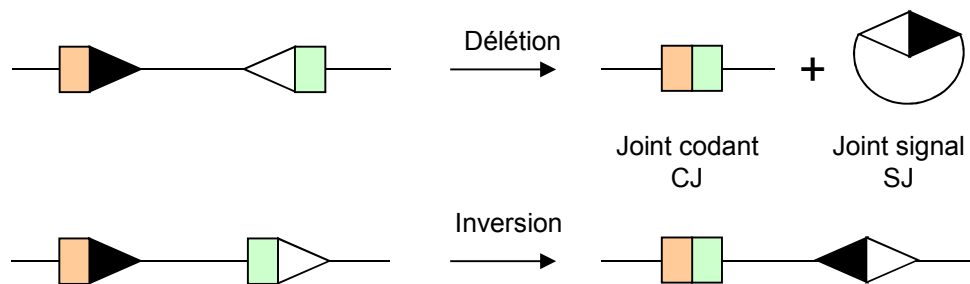 Délétion
+
Joint codant
CJ
Joint signal
SJ
Inversion